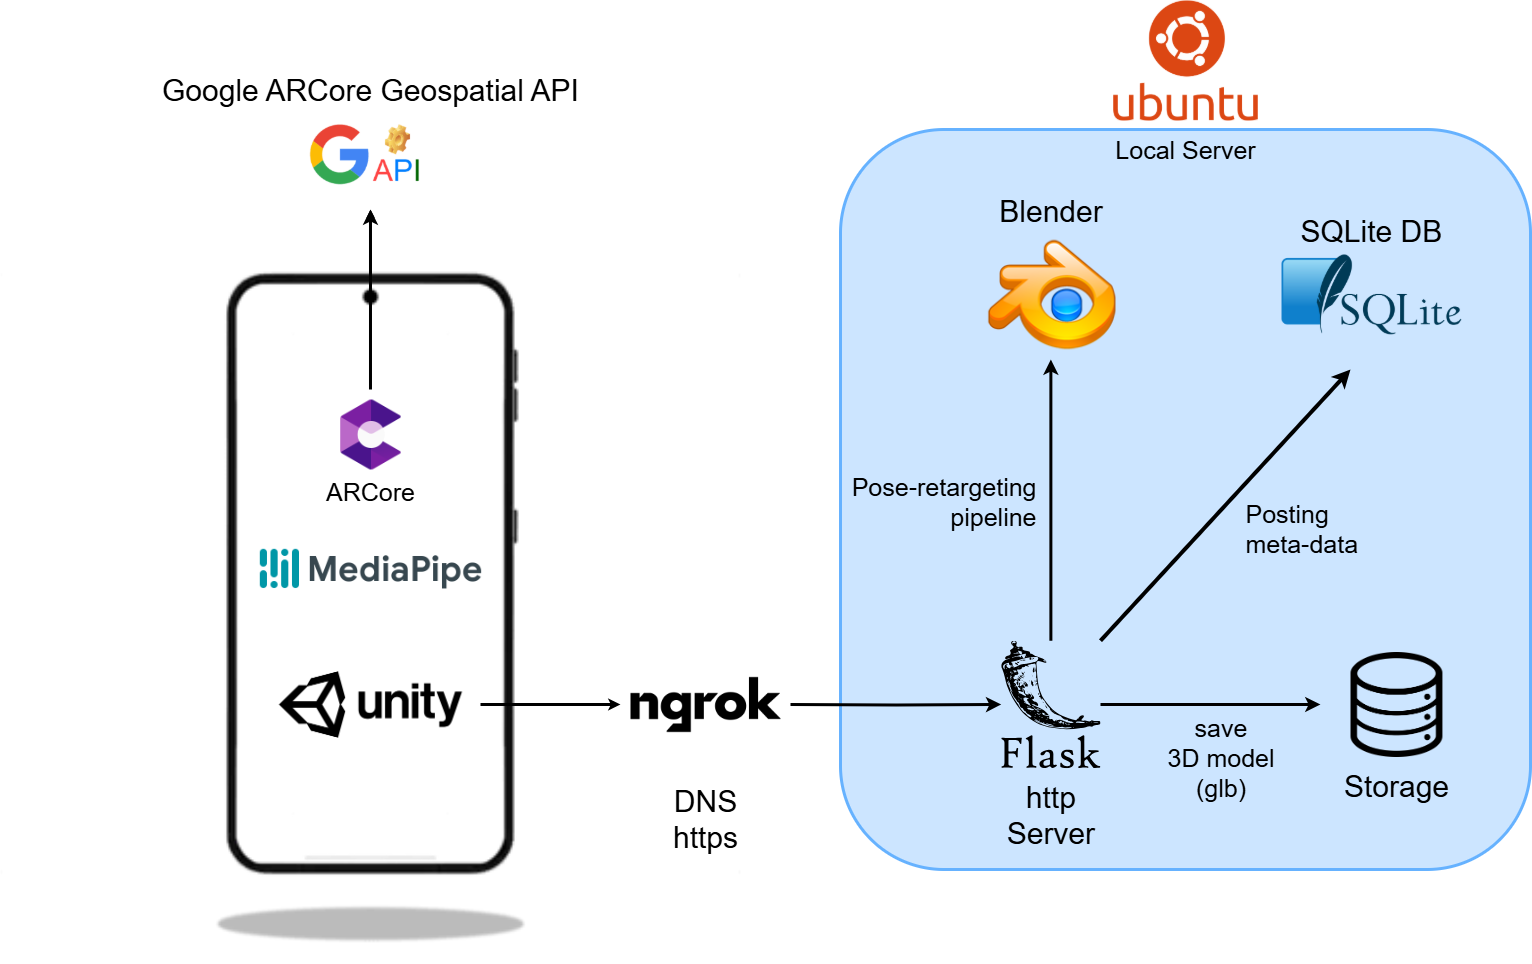 Google ARCore Geospatial API
API
ARCore
MediaPipe
unity
ngrok
DNS
https
ubuntu
Local Server
Blender
SQLite DB
SQLite
Pose-retargeting
pipeline
Posting
meta-data
Flask
http
Server
save
3D model
(glb)
Storage